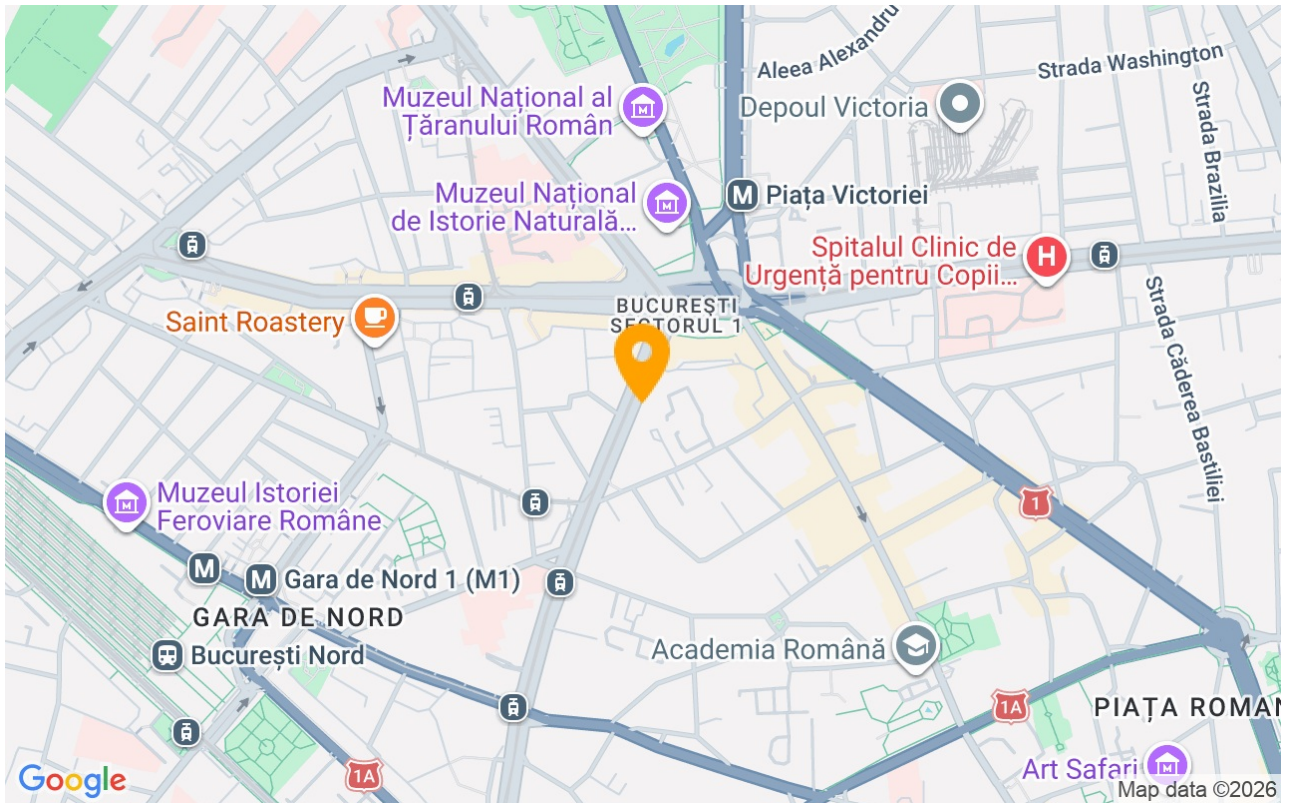 Aleea Alexandru
Strada Washington
Muzeul Național al
Țăranului Român
Depoul Victoria
Strada Brazilia
Muzeul Național
de Istorie Naturală...
M
Piața Victoriei
Spitalul Clinic de
Urgență pentru Copii...
H
BUCUREŞTI
SECTORUL 1
Saint Roastery
Strada Căderea Bastiliei
Muzeul Istoriei
Feroviare Române
1
M
M
Gara de Nord 1 (M1)
GARA DE NORD
București Nord
Academia Română
1A
PIAȚA ROMAN
1A
Art Safari
Google
Map data ©2026